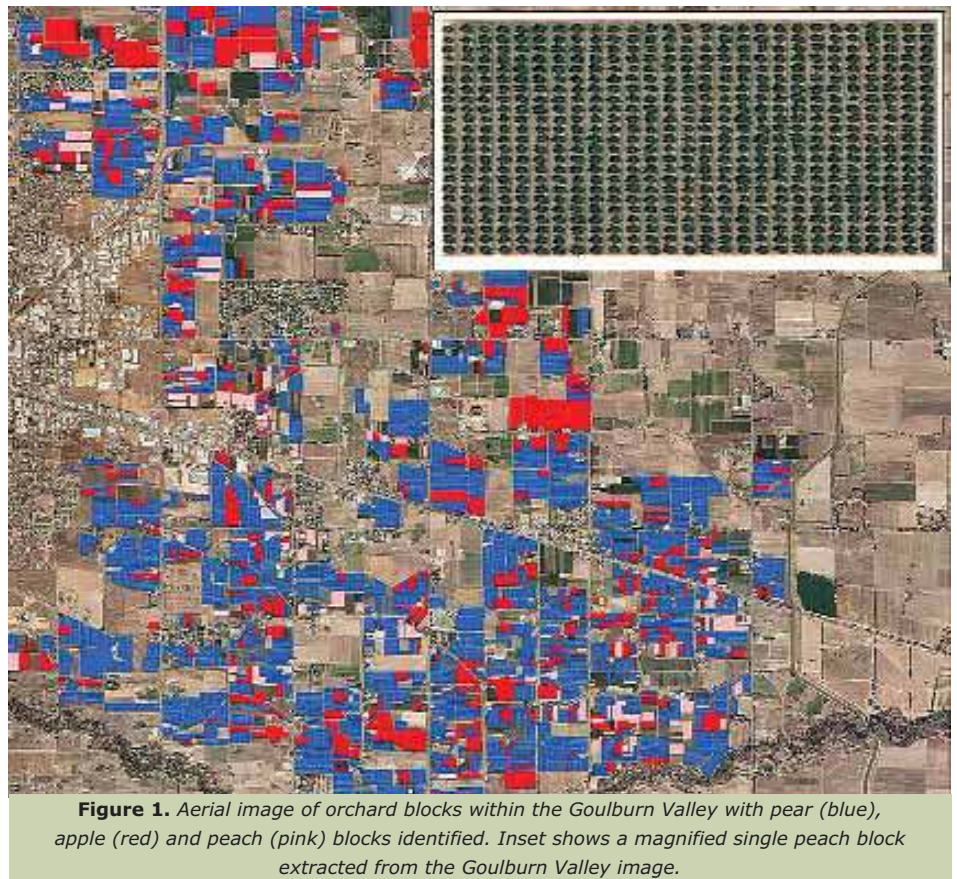 Figure 1. Aerial image of orchard blocks within the Goulburn Valley with pear (blue),
apple (red) and peach (pink) blocks identified. Inset shows a magnified single peach block
extracted from the Goulburn Valley image.